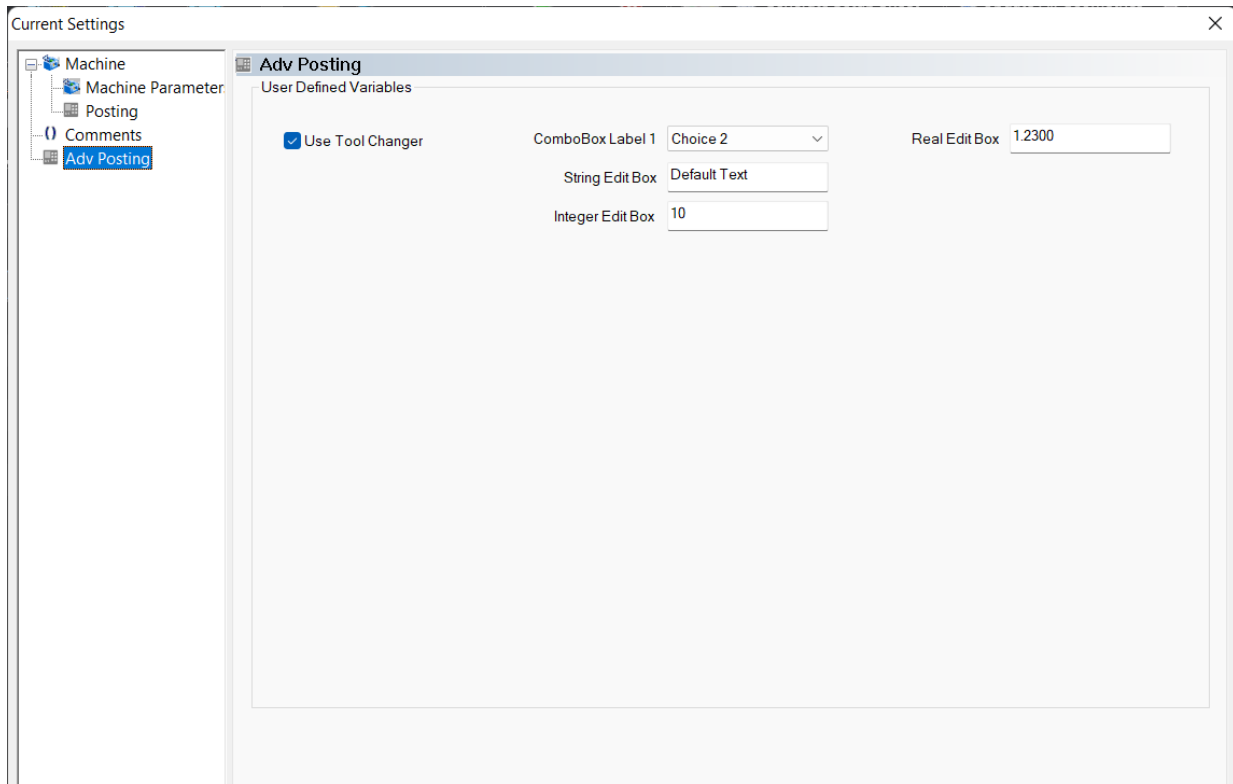 Current Settings
Machine
Machine Parameter
Posting
Comments
Adv Posting
Adv Posting
User Defined Variables
Use Tool Changer
ComboBox Label 1 Choice 2
Real Edit Box 1.2300
String Edit Box Default Text
Integer Edit Box 10